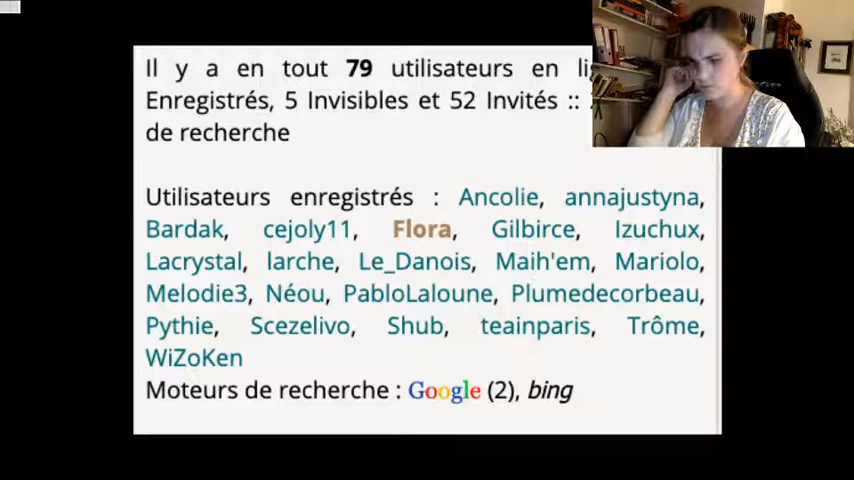 Il y a en tout 79 utilisateurs en
Enregistrés, 5 Invisibles et 52 Invités ::
de recherche
Utilisateurs enregistrés : Ancolie, annajustyna,
Bardak, cejoly11, Flora, Gilbirce, Izuchux,
Lacrystal, larche, Le_Danois, Maih'em, Mariolo,
Melodie3, Néou, PabloLaloune, Plumedecorbeau,
Pythie, Scezelivo, Shub, teainparis, Trôme,
WiZoKen
Moteurs de recherche : Google (2), bing